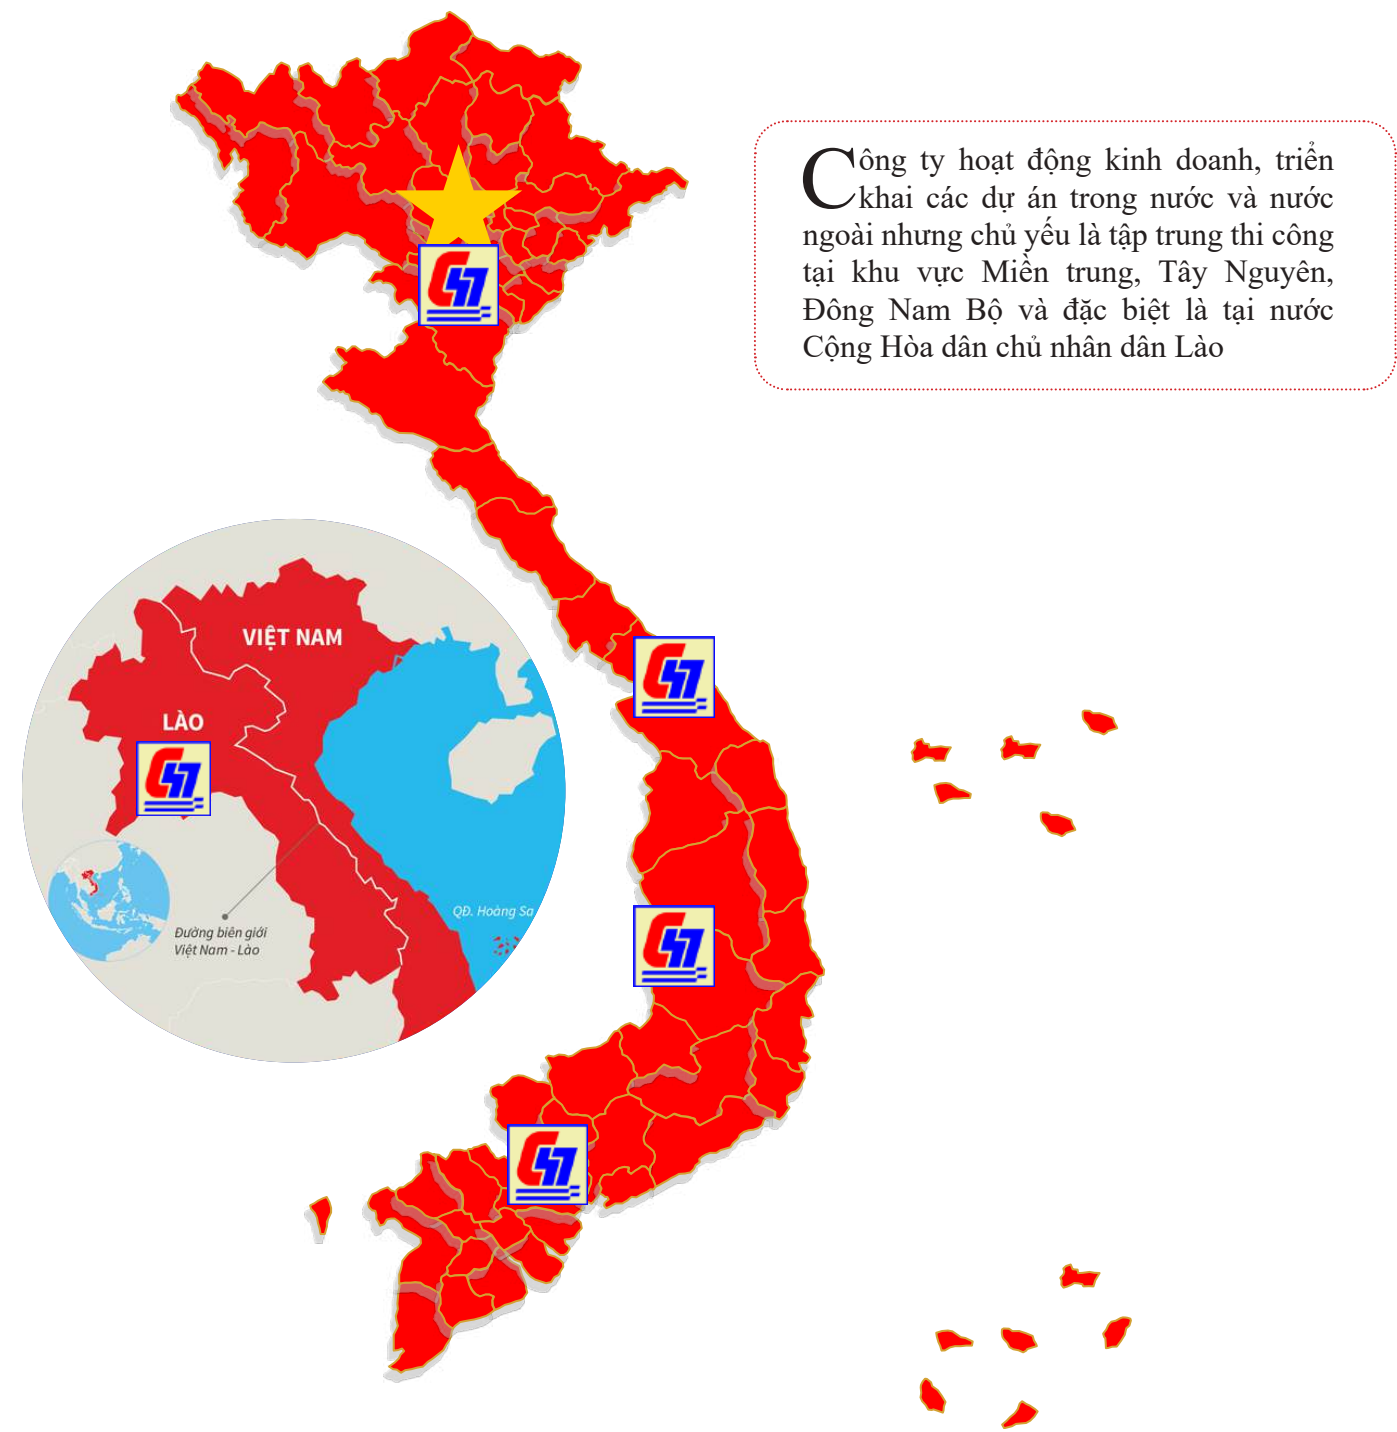 Công ty hoạt động kinh doanh, triển
khai các dự án trong nước và nước
ngoài nhưng chủ yếu là tập trung thi công
tại khu vực Miền trung, Tây Nguyên,
Đông Nam Bộ và đặc biệt là tại nước
Cộng Hòa dân chủ nhân dân Lào
VIỆT NAM
LÀO
QĐ. Hoàng Sa
Đường biên giới
Việt Nam - Lào